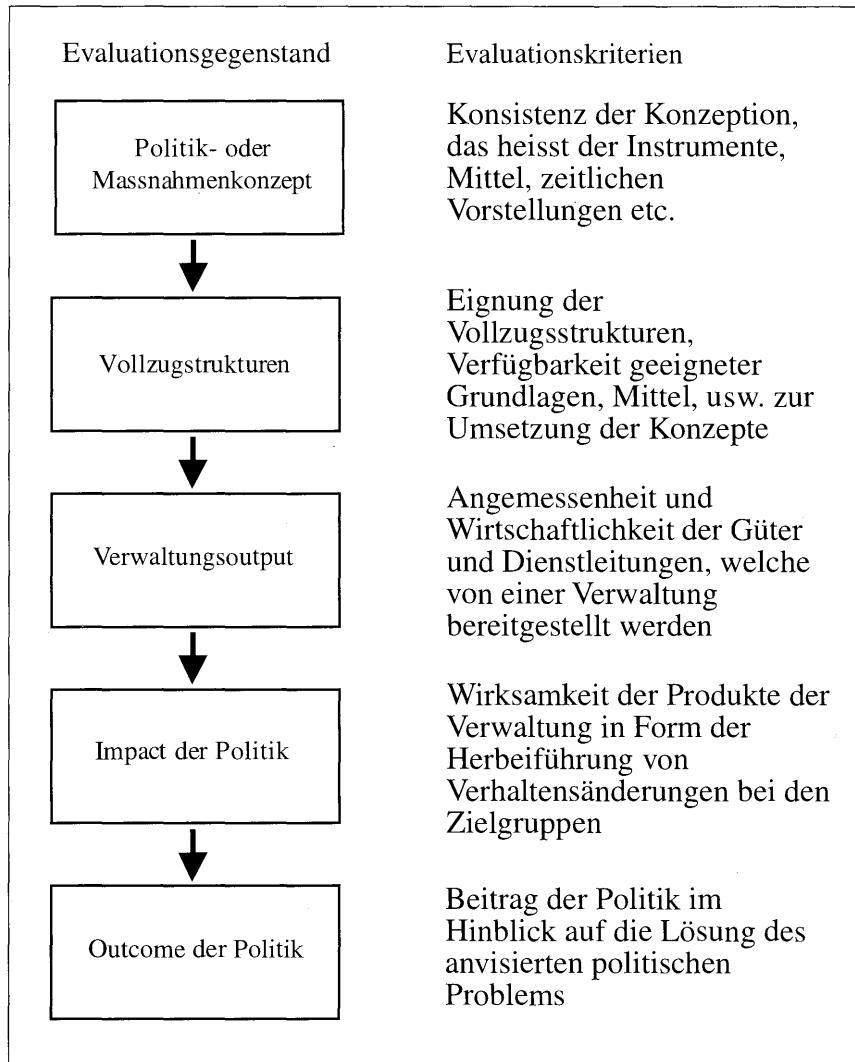 Evaluationsgegenstand
Evaluationskriterien
Politik- oder
Massnahmenkonzept
Konsistenz der Konzeption,
das heisst der Instrumente,
Mittel, zeitlichen
Vorstellungen etc.
Vollzugstrukturen
Eignung der
Vollzugsstrukturen,
Verfügbarkeit geeigneter
Grundlagen, Mittel, usw. zur
Umsetzung der Konzepte
Verwaltungsoutput
Angemessenheit und
Wirtschaftlichkeit der Güter
und Dienstleitungen, welche
von einer Verwaltung
bereitgestellt werden
Impact der Politik
Wirksamkeit der Produkte der
Verwaltung in Form der
Herbeiführung von
Verhaltensänderungen bei den
Zielgruppen
Outcome der Politik
Beitrag der Politik im
Hinblick auf die Lösung des
anvisierten politischen
Problems